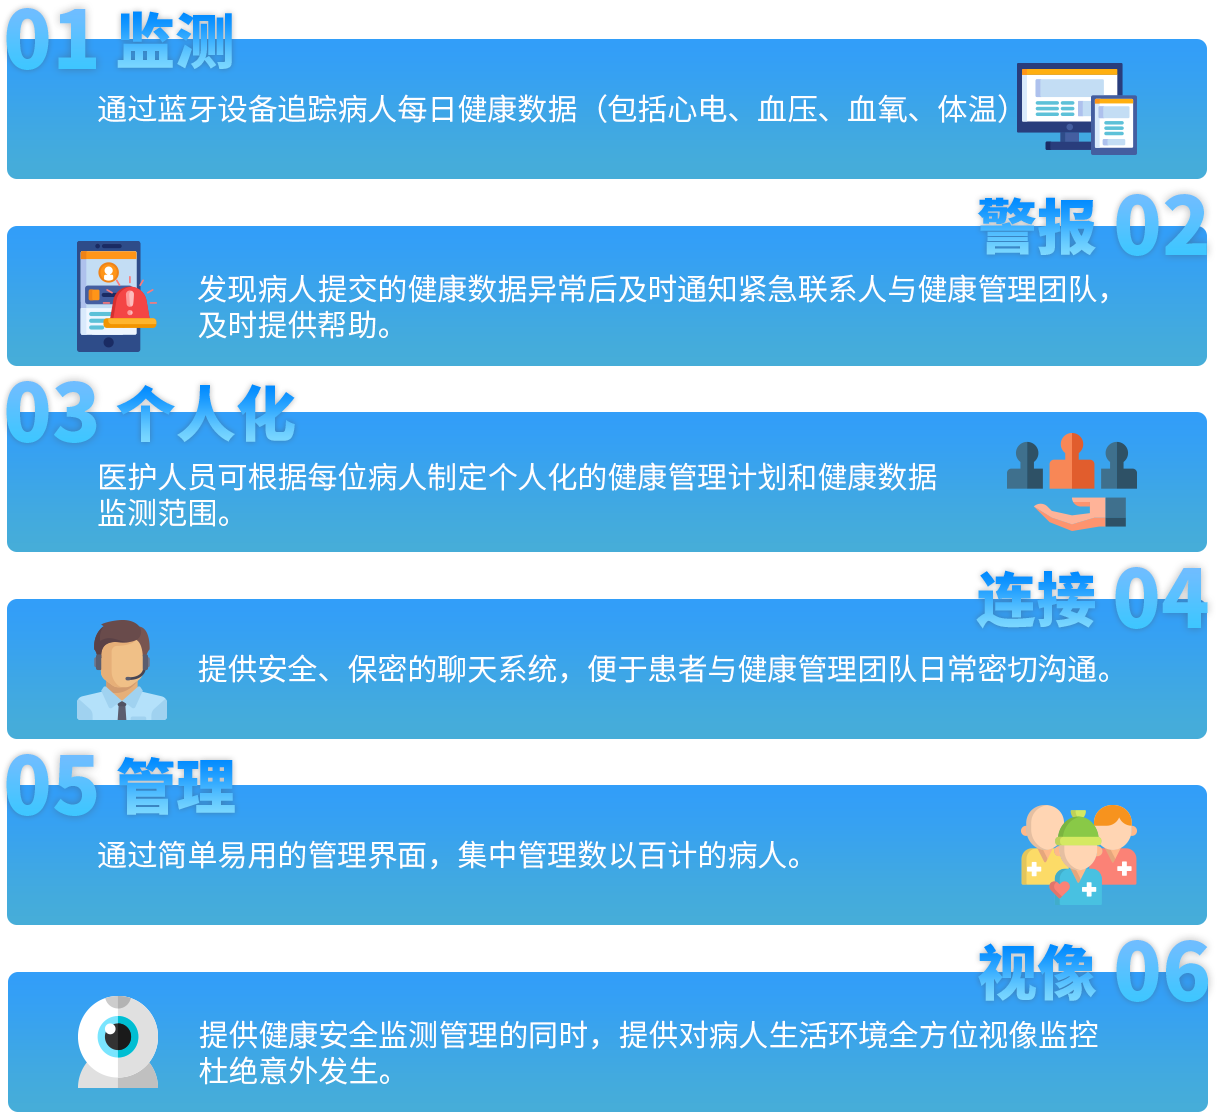 01 监测
通过蓝牙设备追踪病人每日健康数据（包括心电、血压、血氧、体温）
警报 02
发现病人提交的健康数据异常后及时通知紧急联系人与健康管理团队，
及时提供帮助。
03 个人化
医护人员可根据每位病人制定个人化的健康管理计划和健康数据
监测范围。
连接 04
提供安全、保密的聊天系统，便于患者与健康管理团队日常密切沟通。
05 管理
通过简单易用的管理界面，集中管理数以百计的病人。
视像 06
提供健康安全监测管理的同时，提供对病人生活环境全方位视像监控
杜绝意外发生。